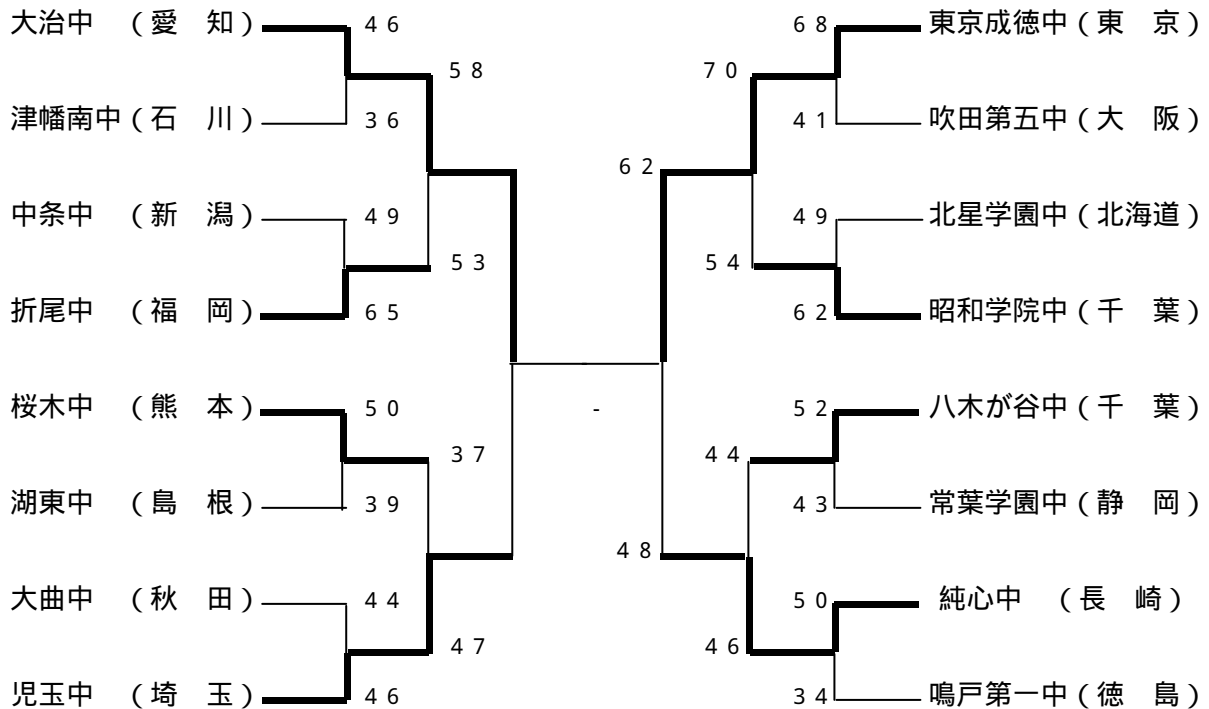 大治中 （愛 知） 46 68 東京成徳中（東 京）
58 70
津幡南中（石 川） 36 41 吹田第五中（大 阪）
62
中条中 （新 潟） 49 49 北星学園中（北海道）
53 54
折尾中 （福 岡） 65 62 昭和学院中（千 葉）
桜木中 （熊 本） 50 - 52 八木が谷中（千 葉）
37 44
湖東中 （島 根） 39 43 常葉学園中（静 岡）
48
大曲中 （秋 田） 44 50 純心中 （長 崎）
47 46
児玉中 （埼 玉） 46 34 鳴戸第一中（徳 島）